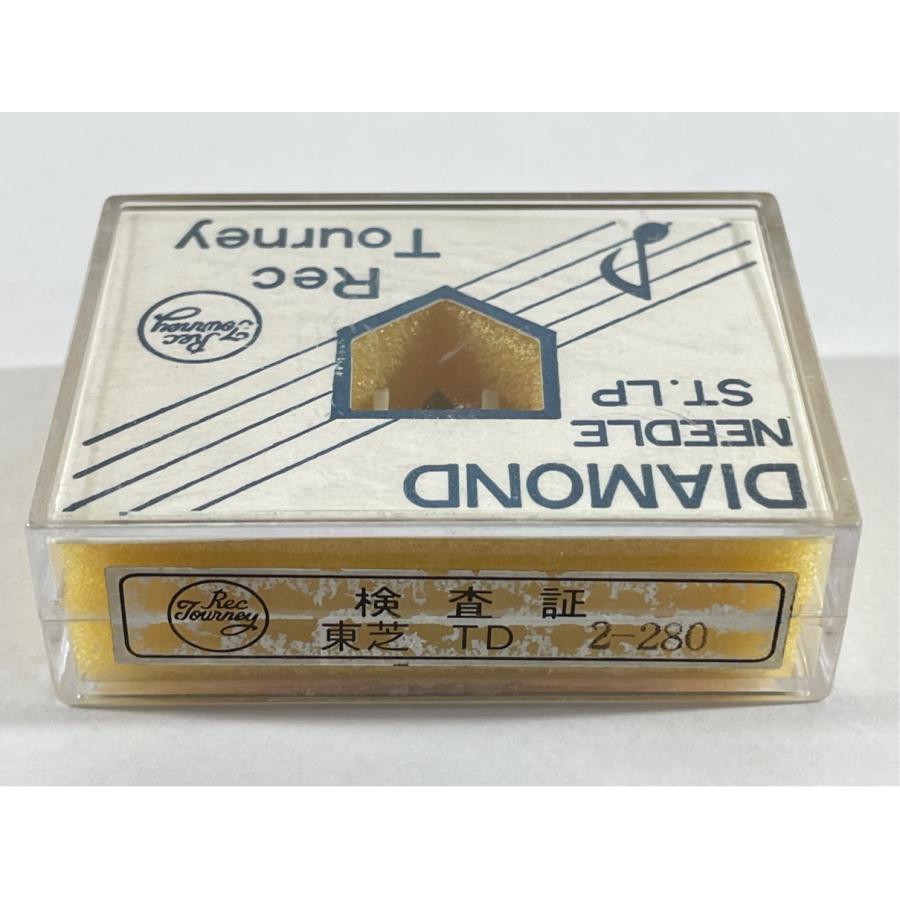 DIAMOND
NEEDLE
ST.LP
Rec
Tourney
Rec
Tourney
Rec
Tourney
検査証
東芝 TD 2-280